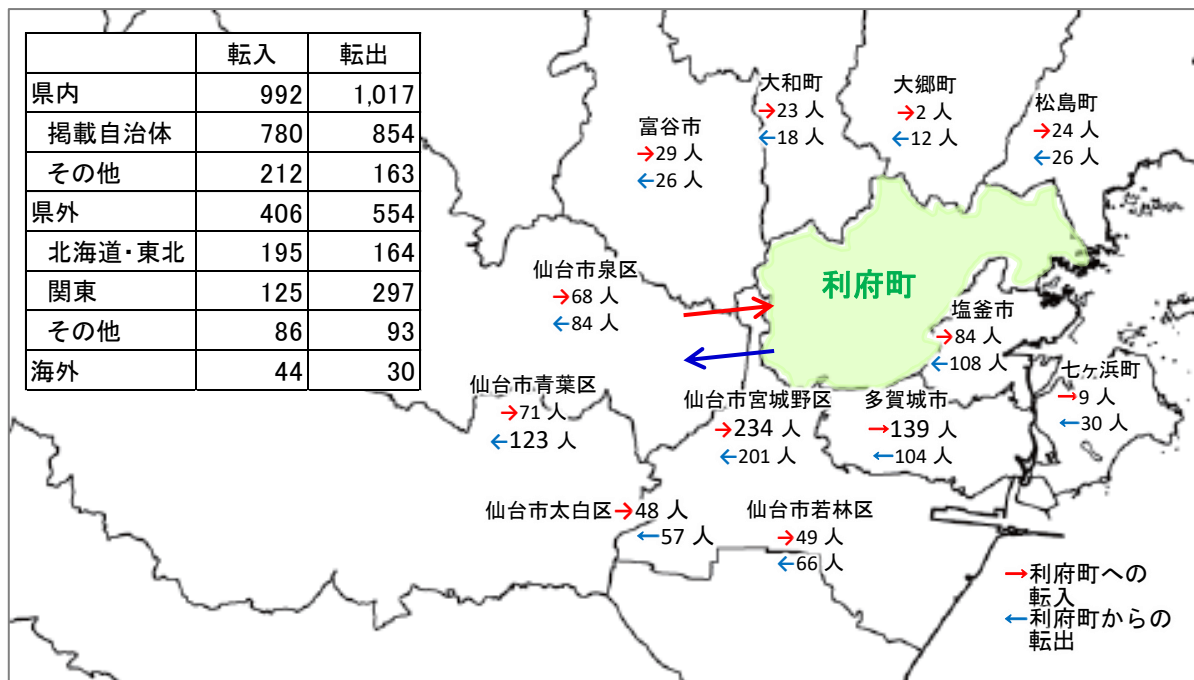 転入 転出
県内 992 1,017
掲載自治体 780 854
その他 212 163
県外 406 554
北海道・東北 195 164
関東 125 297
その他 86 93
海外 44 30
富谷市
→29 人
←26 人
大和町
→23 人
←18 人
大郷町
→2 人
←12 人
松島町
→24 人
←26 人
仙台市泉区
→68 人
←84 人
利府町
塩釜市
→84 人
←108 人
七ヶ浜町
→9 人
←30 人
仙台市青葉区
→71 人
←123 人
仙台市宮城野区
→234 人
←201 人
多賀城市
→139 人
←104 人
仙台市太白区→48 人
←57 人
仙台市若林区
→49 人
←66 人
→利府町への
転入
←利府町からの
転出